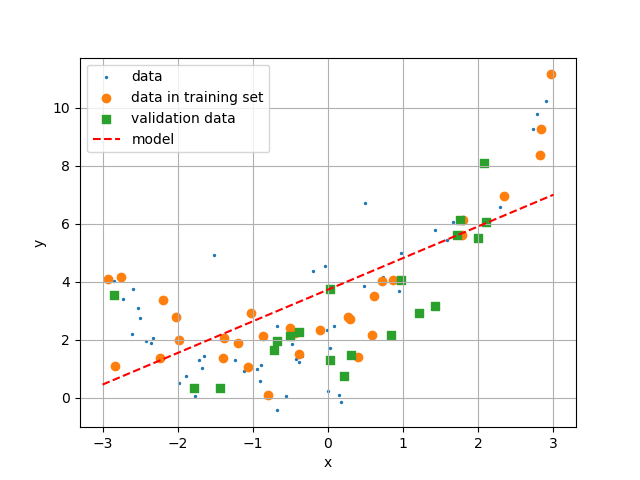 data
data in training set
validation data
model
y
10
8
6
4
2
0
−3
−2
−1
0
1
2
3
x